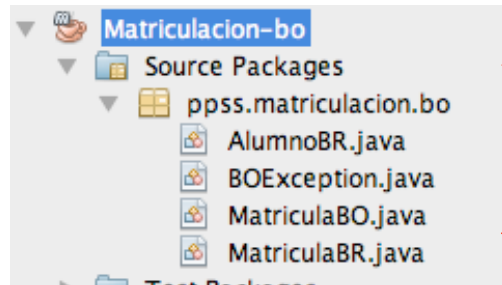 Matriculacion-bo
Source Packages
ppss.matriculacion.bo
AlumnoBR.java
BOException.java
MatriculaBO.java
MatriculaBR.java